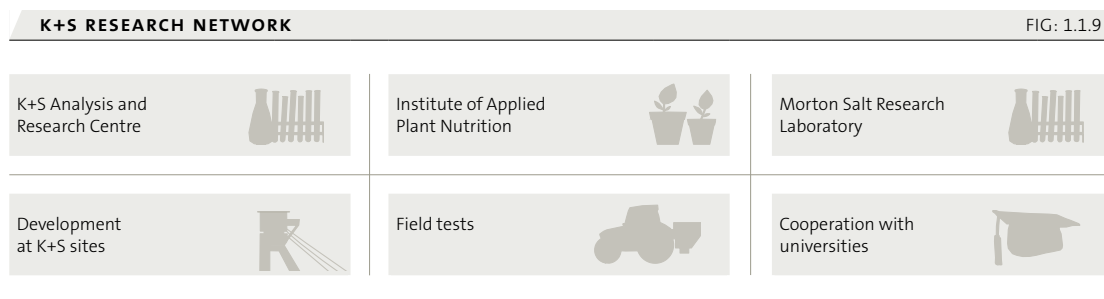 K+S RESEARCH NETWORK
FIG: 1.1.9
K+S Analysis and
Research Centre
Institute of Applied
Plant Nutrition
Morton Salt Research
Laboratory
Development
at K+S sites
Field tests
Cooperation with
universities